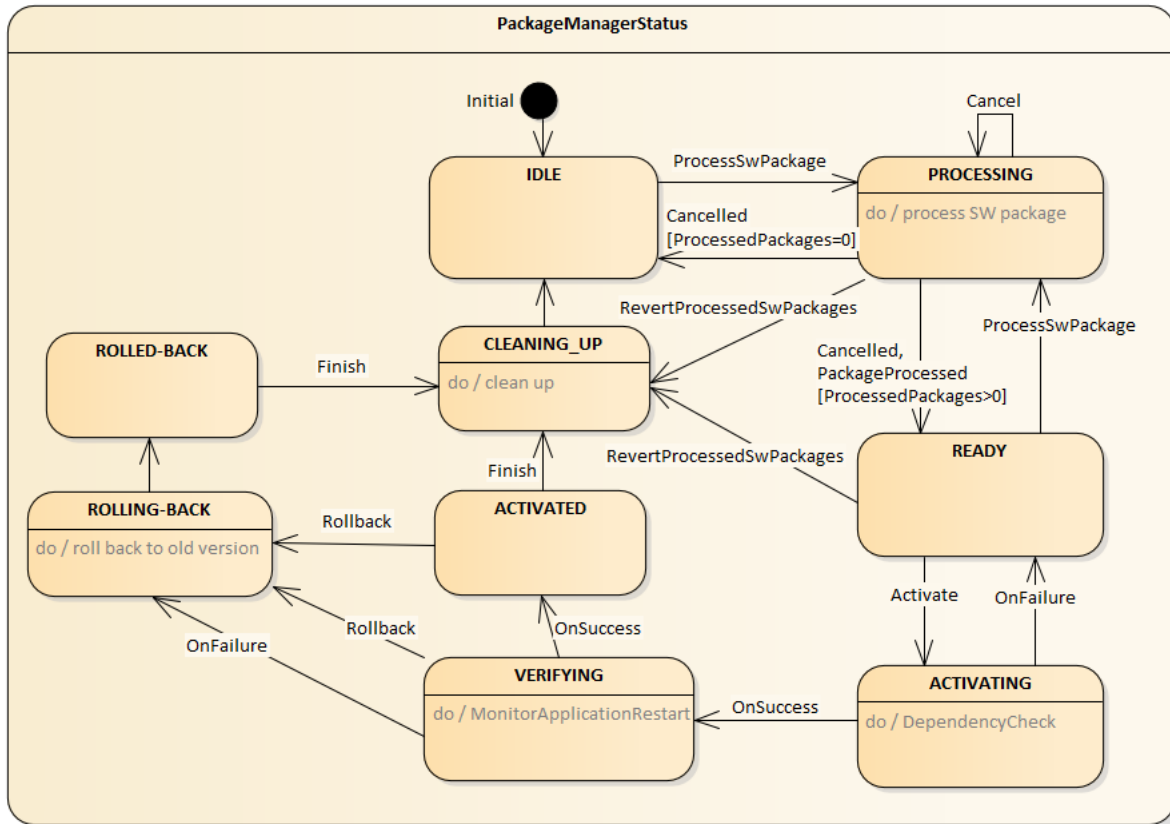 PackageManagerStatus
Initial
Cancel
IDLE
ProcessSwPackage
PROCESSING
do / process SW package
Cancelled
[ProcessedPackages=0]
RevertProcessedSwPackages
ProcessSwPackage
ROLLED-BACK
CLEANING_UP
do / clean up
Finish
Cancelled,
PackageProcessed
[ProcessedPackages>0]
RevertProcessedSwPackages
READY
Finish
ROLLING-BACK
do / roll back to old version
Rollback
ACTIVATED
Activate
OnFailure
Rollback
OnSuccess
OnFailure
VERIFYING
do / MonitorApplicationRestart
OnSuccess
ACTIVATING
do / DependencyCheck